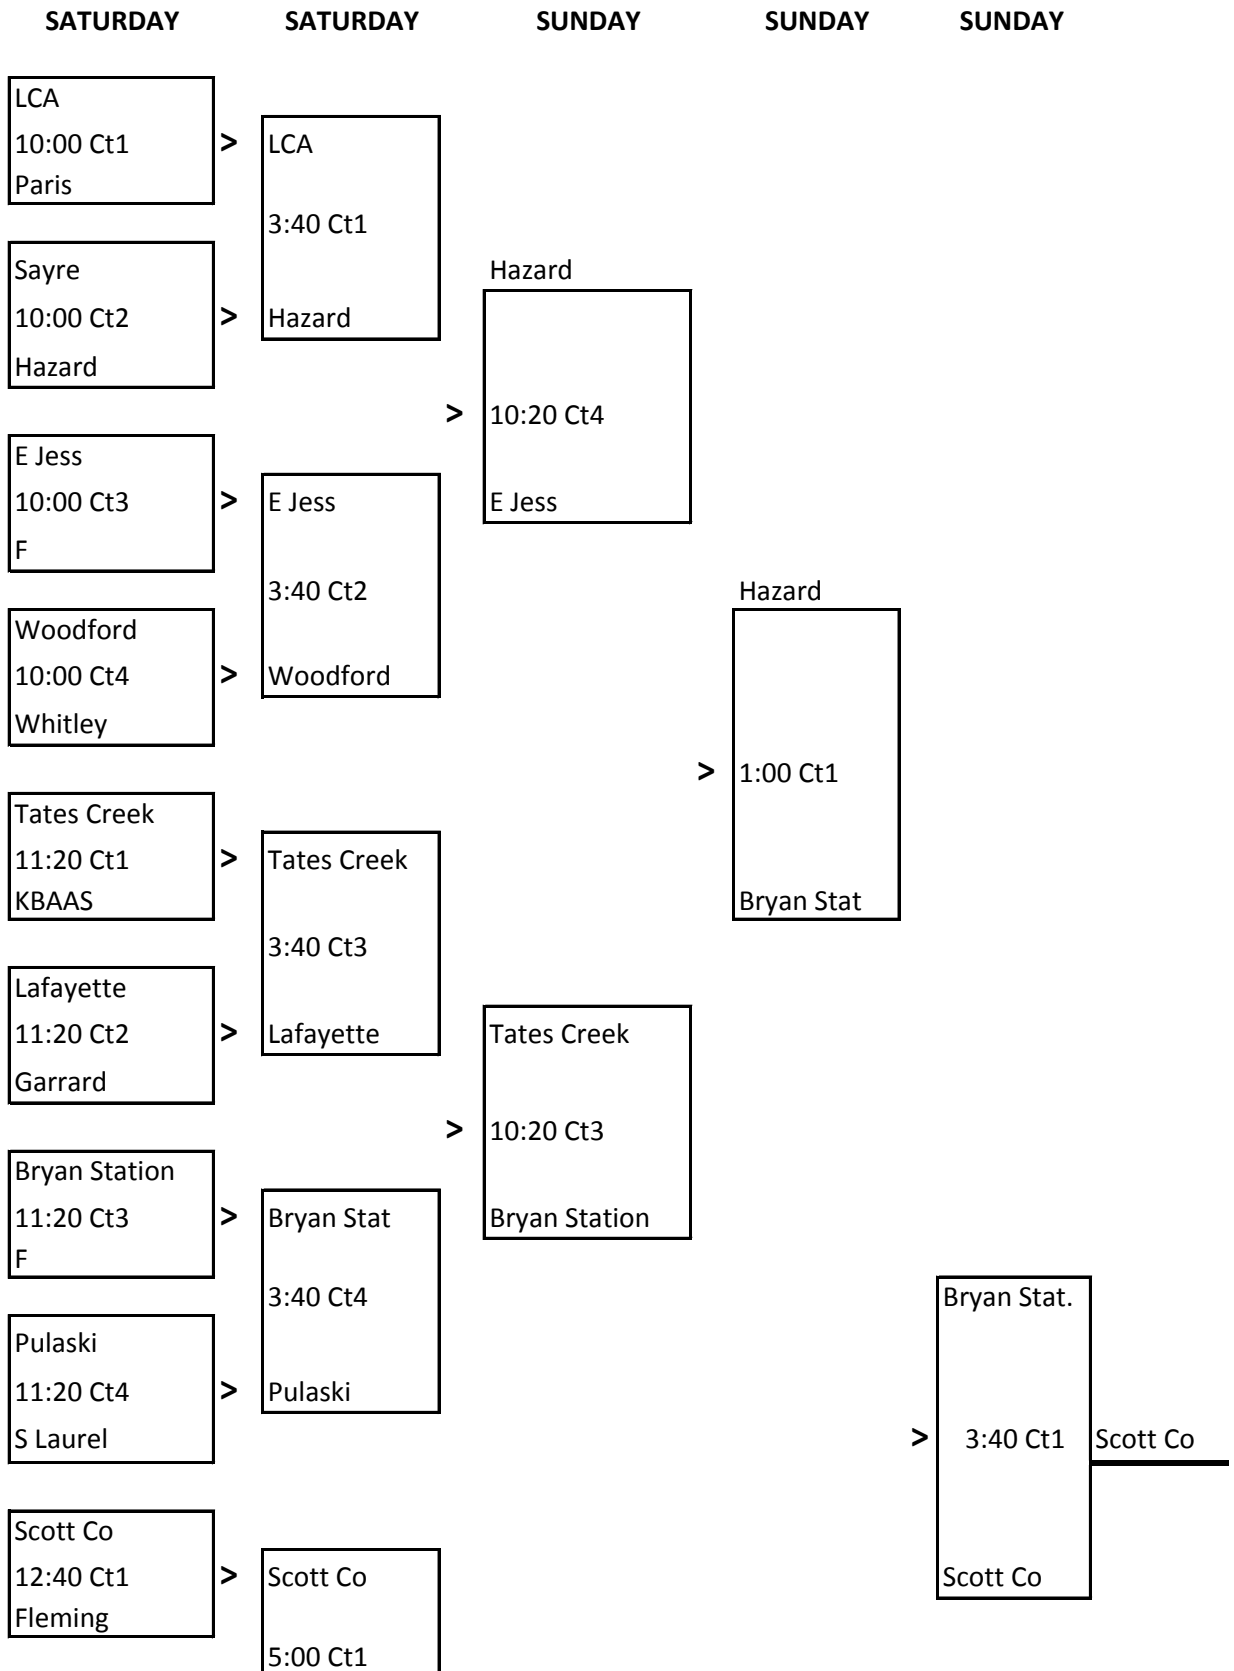 SATURDAY SATURDAY SUNDAY SUNDAY SUNDAY
LCA
10:00 Ct1 > LCA
Paris
3:40 Ct1
Sayre Hazard
10:00 Ct2 > Hazard
Hazard
> 10:20 Ct4
E Jess
10:00 Ct3 > E Jess E Jess
F
3:40 Ct2 Hazard
Woodford
10:00 Ct4 > Woodford
Whitley
> 1:00 Ct1
Tates Creek
11:20 Ct1 > Tates Creek
KBAAS Bryan Stat
3:40 Ct3
Lafayette
11:20 Ct2 > Lafayette Tates Creek
Garrard
> 10:20 Ct3
Bryan Station
11:20 Ct3 > Bryan Stat Bryan Station
F
3:40 Ct4 Bryan Stat.
Pulaski
11:20 Ct4 > Pulaski
S Laurel > 3:40 Ct1 Scott Co
Scott Co
12:40 Ct1 > Scott Co Scott Co
Fleming
5:00 Ct1